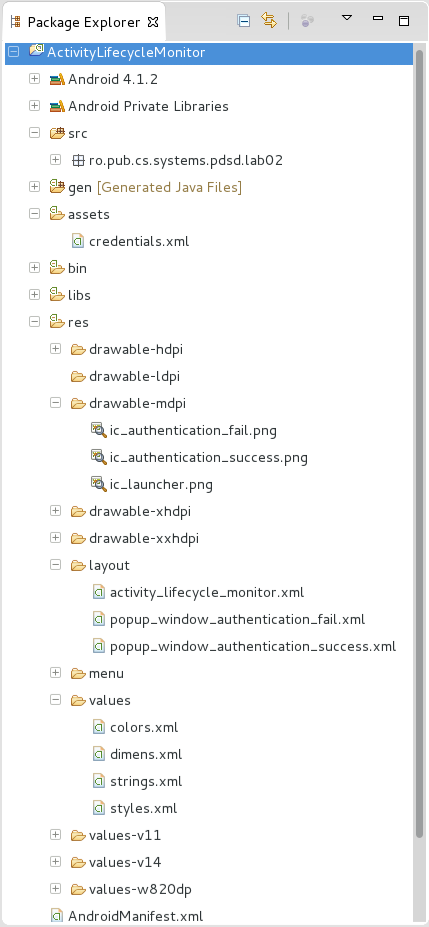 Package Explorer
ActivityLifecycleMonitor
Android 4.1.2
Android Private Libraries
src
ro.pub.cs.systems.pdsd.lab02
gen [Generated Java Files]
assets
credentials.xml
bin
libs
res
drawable-hdpi
drawable-ldpi
drawable-mdpi
ic_authentication_fail.png
ic_authentication_success.png
ic_launcher.png
drawable-xhdpi
drawable-xxhdpi
layout
activity_lifecycle_monitor.xml
popup_window_authentication_fail.xml
popup_window_authentication_success.xml
menu
values
colors.xml
dimens.xml
strings.xml
styles.xml
values-v11
values-v14
values-w820dp
AndroidManifest.xml